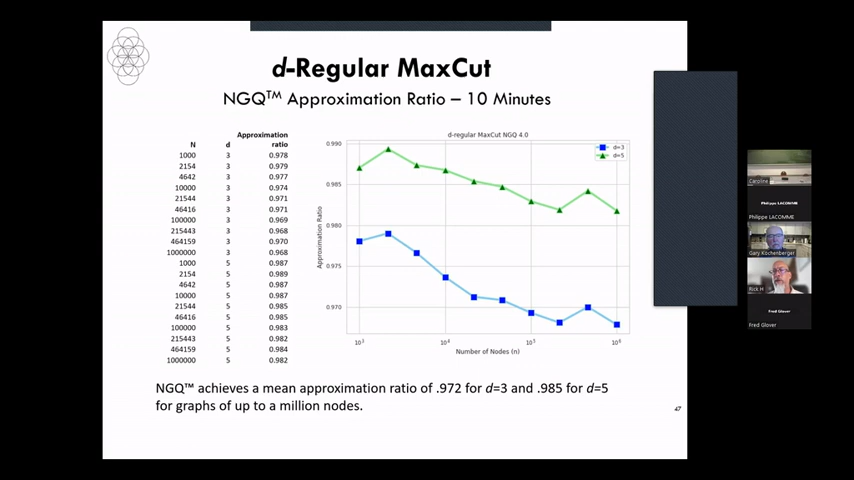 d-Regular MaxCut
NGQ™ Approximation Ratio – 10 Minutes
Approximation
N d ratio
1000 3 0.978
2154 3 0.979
4642 3 0.977
10000 3 0.974
21544 3 0.971
46416 3 0.971
100000 3 0.969
215443 3 0.968
464159 3 0.970
1000000 3 0.968
1000 5 0.987
2154 5 0.989
4642 5 0.987
10000 5 0.987
21544 5 0.985
46416 5 0.985
100000 5 0.983
215443 5 0.982
464159 5 0.984
1000000 5 0.982
d-regular MaxCut NGQ 4.0
d=3
d=5
0.990
0.985
0.980
0.975
0.970
Approximation Ratio
10³ 10⁴ 10⁵ 10⁶
Number of Nodes (n)
NGQ™ achieves a mean approximation ratio of .972 for d=3 and .985 for d=5
for graphs of up to a million nodes.
47
Caroline
Philippe LACOMME
Philippe LACOMME
Gary Kochenberger
Rick H
Fred Glover
Fred Glover